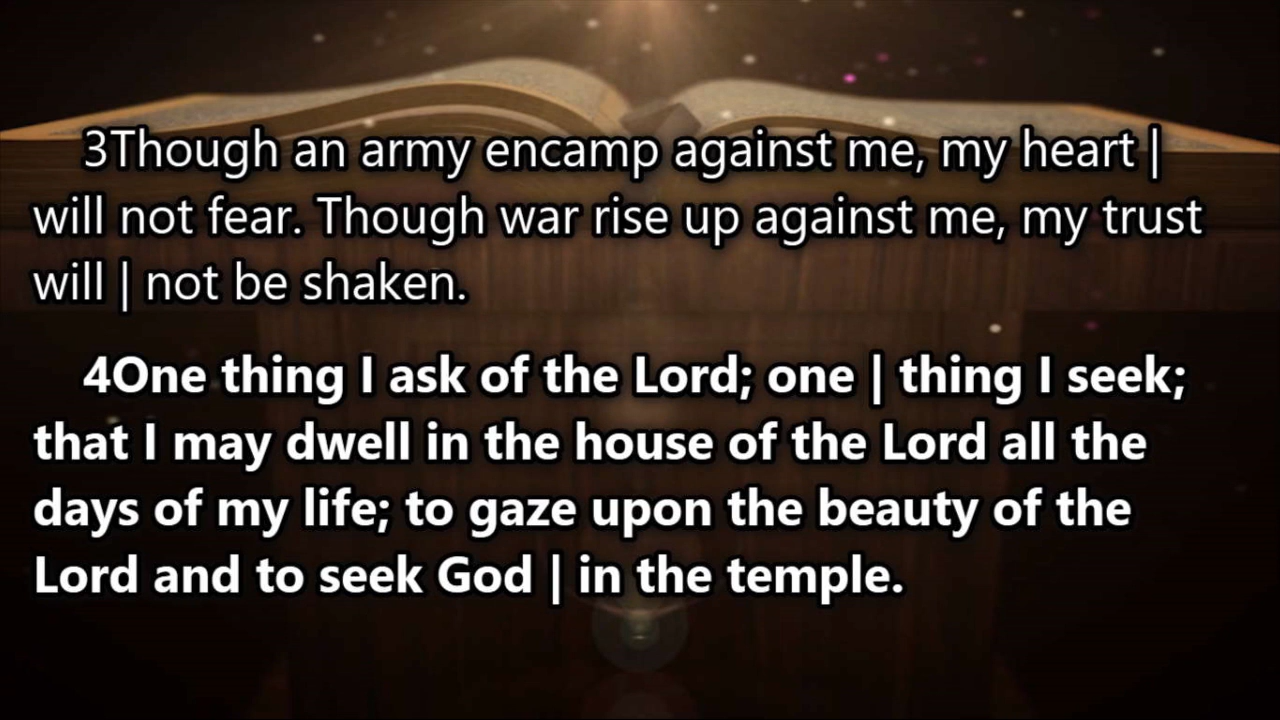 3Though an army encamp against me, my heart |
will not fear. Though war rise up against me, my trust
will | not be shaken.
4One thing I ask of the Lord; one | thing I seek;
that I may dwell in the house of the Lord all the
days of my life; to gaze upon the beauty of the
Lord and to seek God | in the temple.